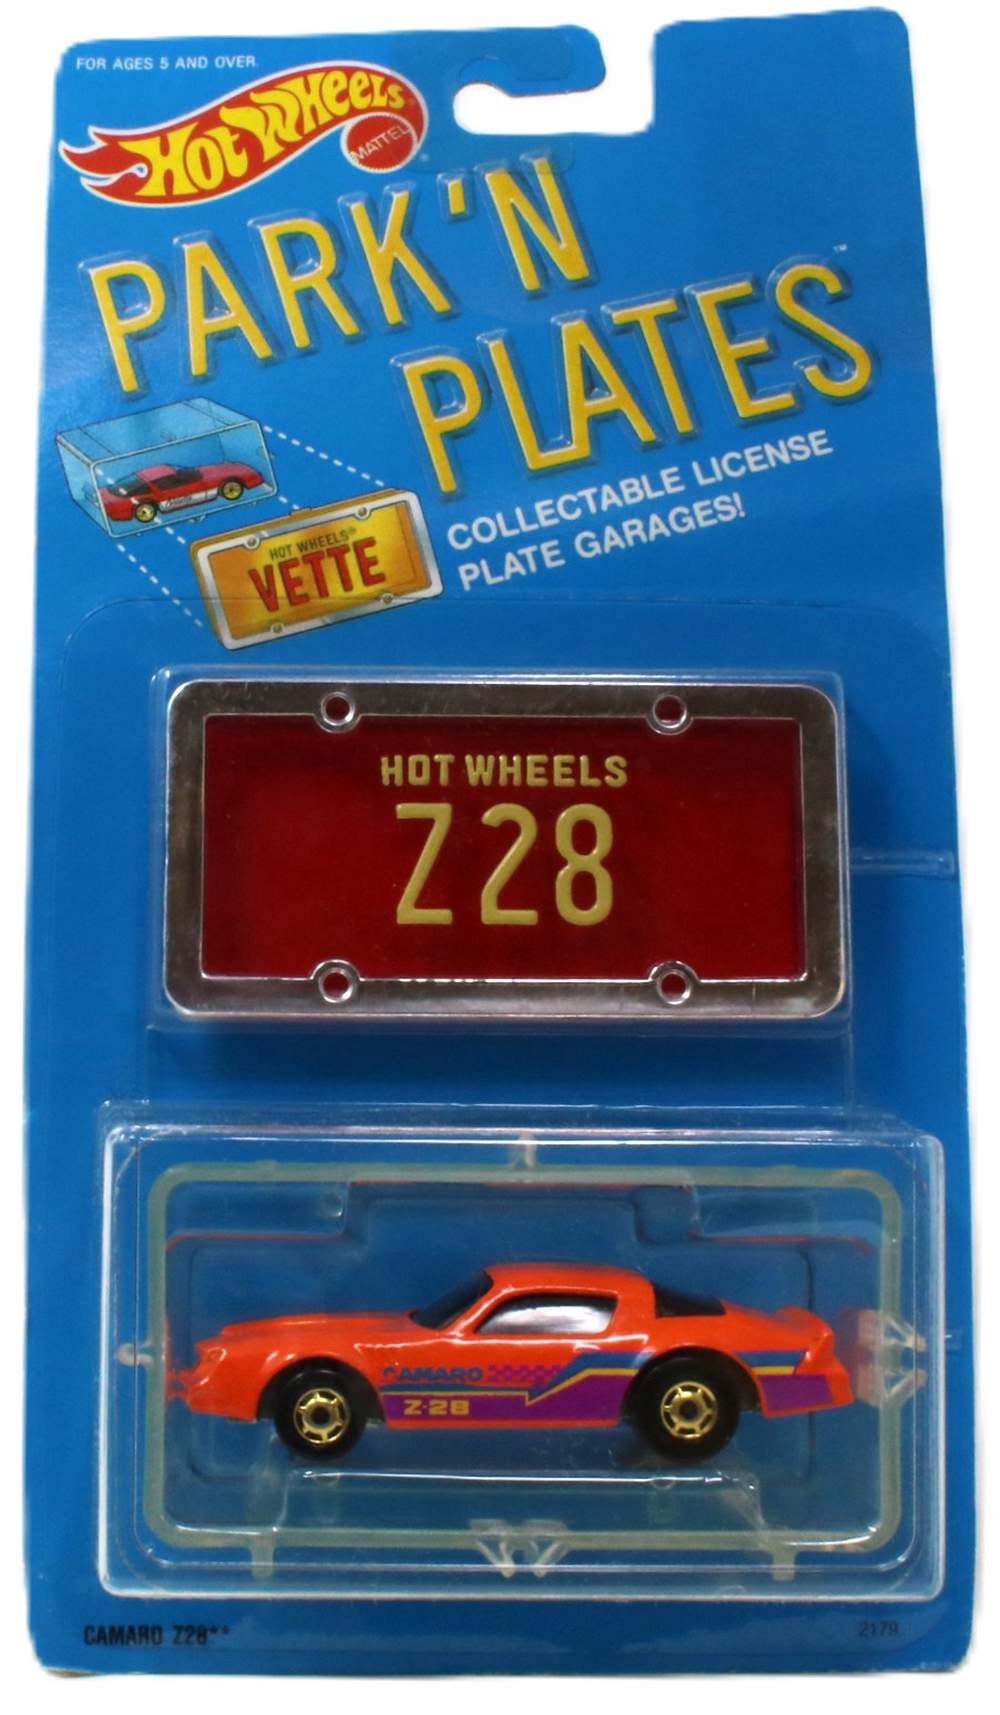 FOR AGES 5 AND OVER.
Hot Wheels
MATTEL
PARK 'N
PLATES™
COLLECTABLE LICENSE
PLATE GARAGES!
HOT WHEELS®
VETTE
HOT WHEELS
Z28
CAMARO
Z-28
CAMARO Z28**
2179